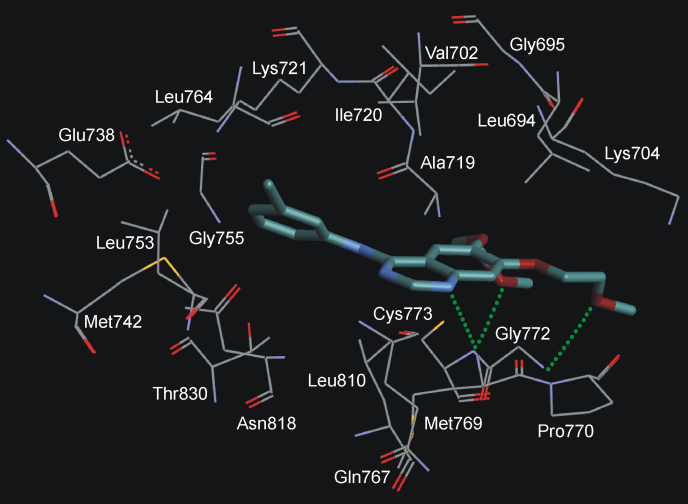 Gly695
Val702
Lys721
Leu764
Ile720
Leu694
Glu738
Lys704
Ala719
Leu753
Gly755
Cys773
Met742
Gly772
Leu810
Thr830
Asn818
Met769
Pro770
Gln767